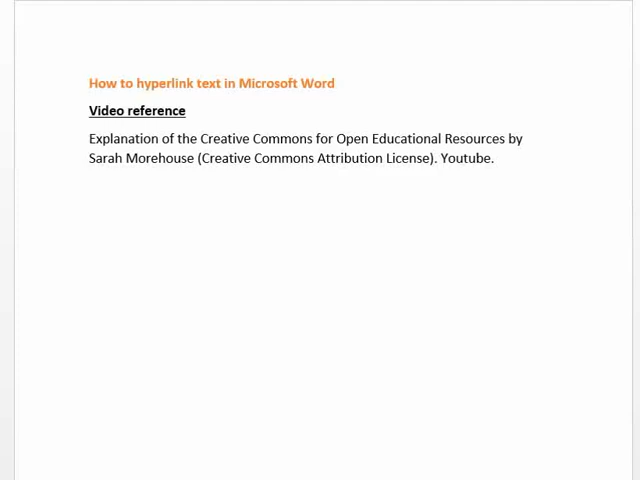 How to hyperlink text in Microsoft Word
Video reference
Explanation of the Creative Commons for Open Educational Resources by
Sarah Morehouse (Creative Commons Attribution License). Youtube.